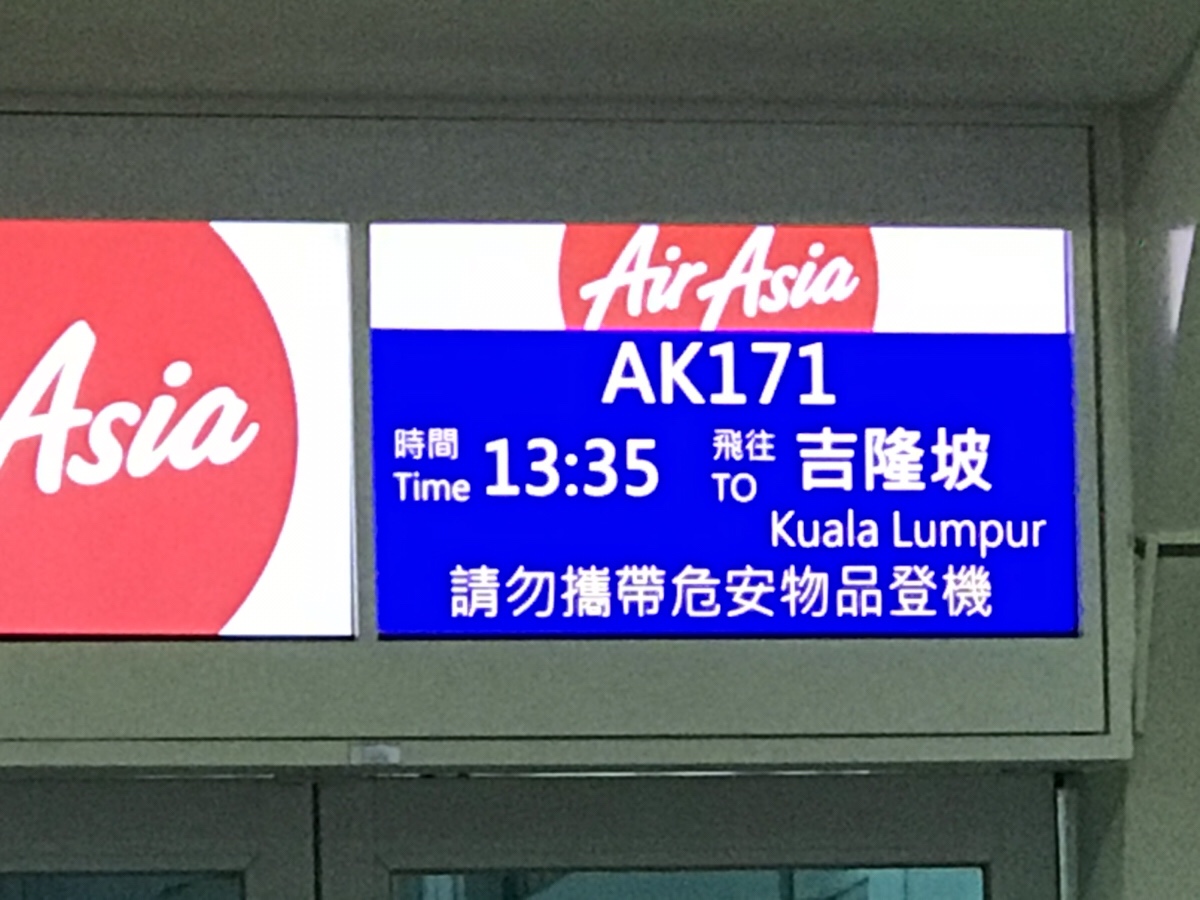 Asia
AirAsia
AK171
時間 13:35 飛往 吉隆坡
Time TO
Kuala Lumpur
請勿攜帶危安物品登機